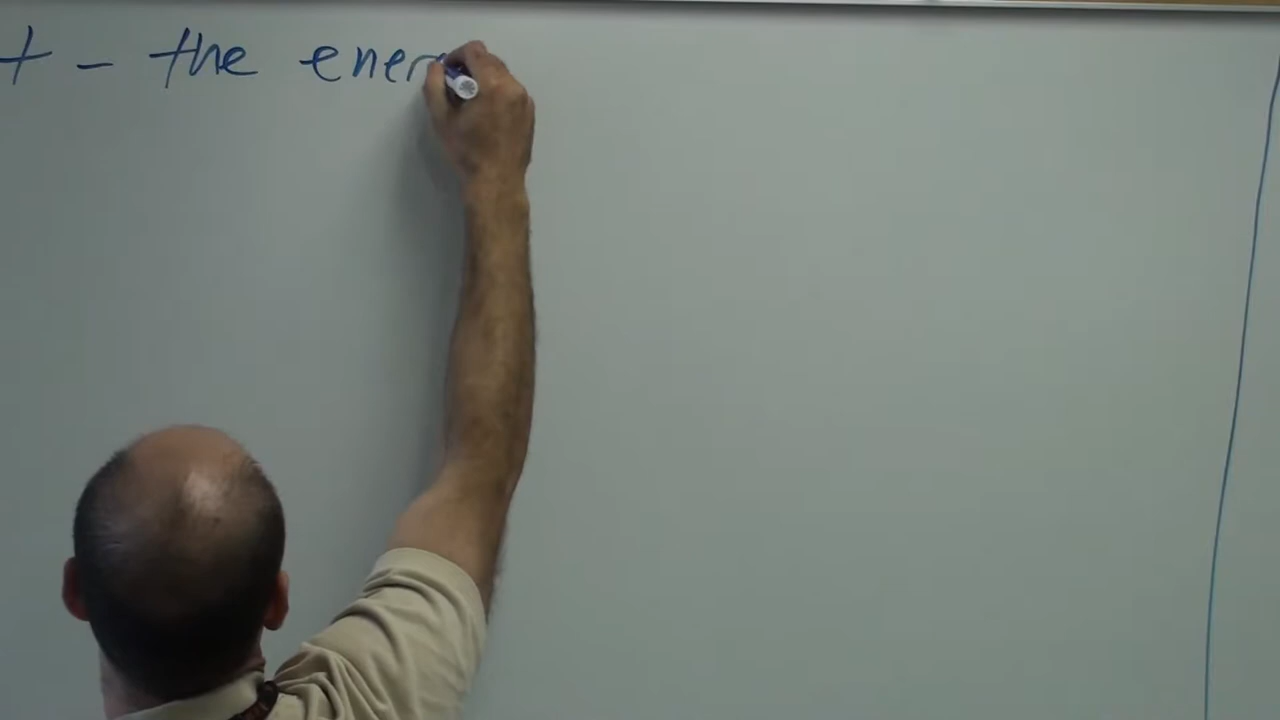 t - the ener